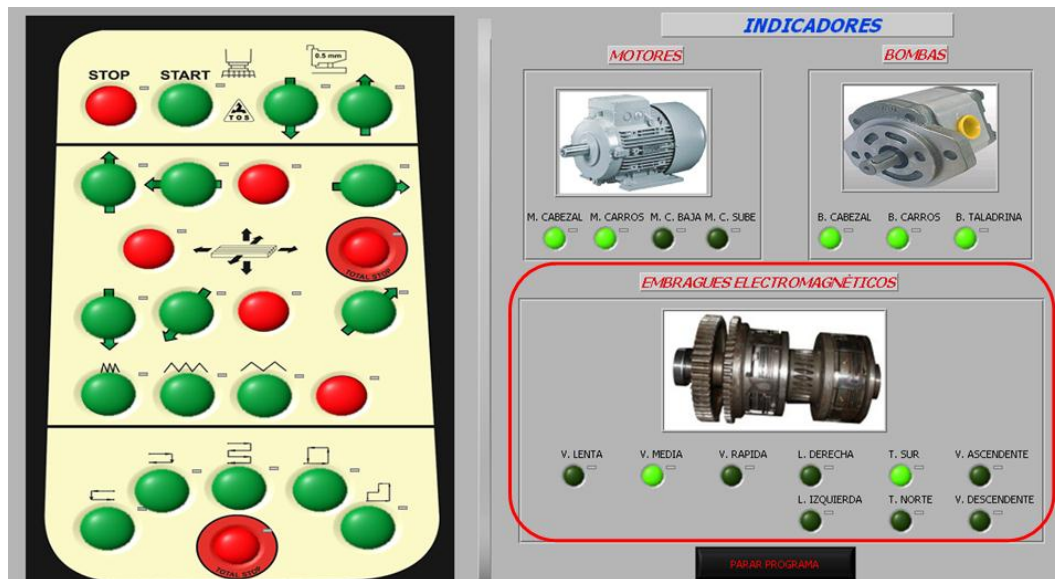 STOP START
0.5 mm
TOS
TOTAL STOP
TOTAL STOP
INDICADORES
MOTORES
BOMBAS
M. CABEZAL M. CARROS M. C. BAJA M. C. SUBE
B. CABEZAL B. CARROS B. TALADRINA
EMBRAGUES ELECTROMAGNÈTICOS
V. LENTA V. MEDIA V. RAPIDA L. DERECHA T. SUR V. ASCENDENTE
L. IZQUIERDA T. NORTE V. DESCENDENTE
PARAR PROGRAMA